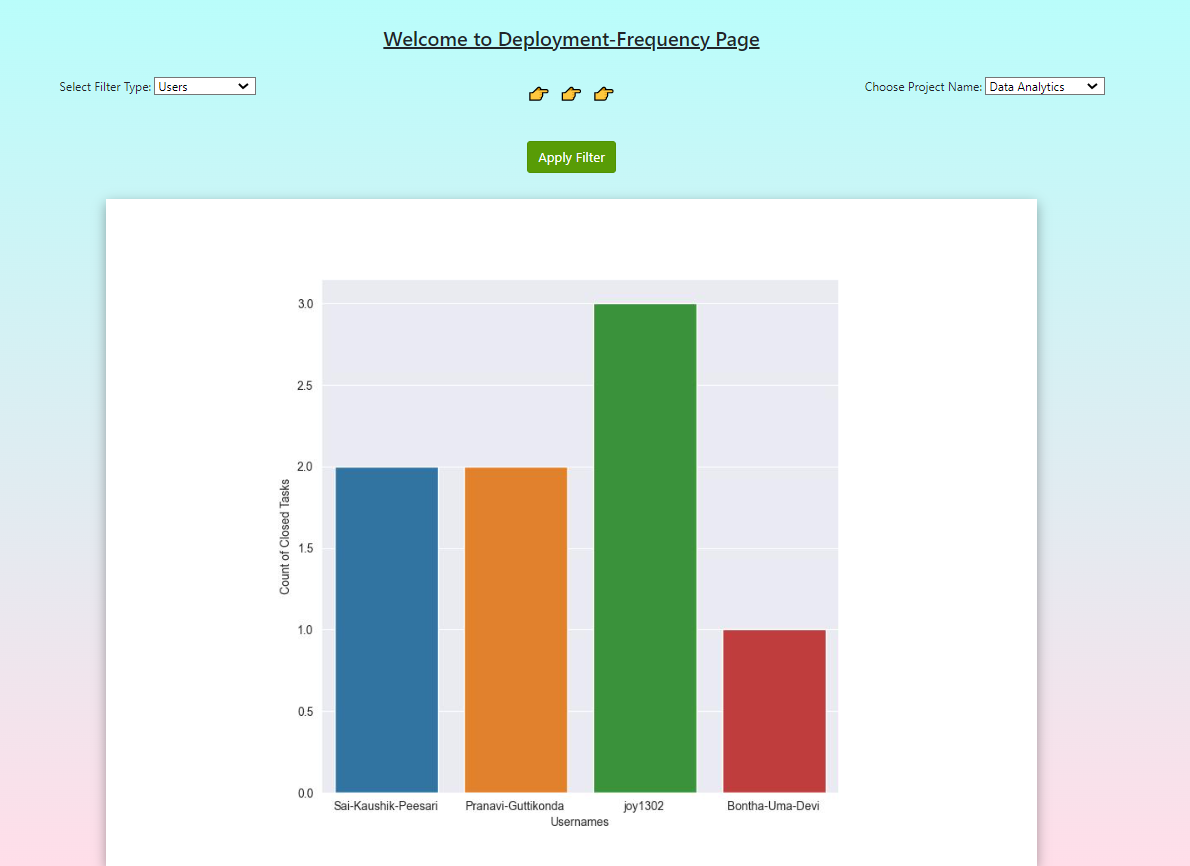 Welcome to Deployment-Frequency Page
Select Filter Type: Users
Choose Project Name: Data Analytics
Apply Filter
3.0
2.5
2.0
1.5
1.0
0.5
0.0
Count of Closed Tasks
Sai-Kaushik-Peesari Pranavi-Guttikonda joy1302 Bontha-Uma-Devi
Usernames